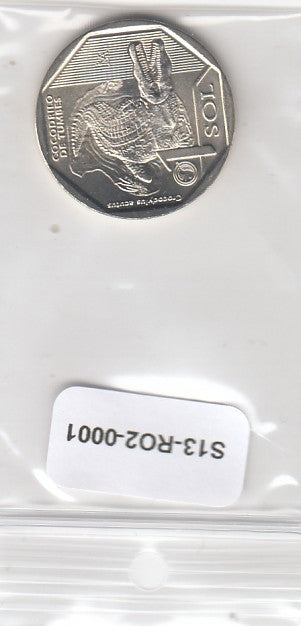 COCODRILO
DE TUMBES
1
SOL
Crocodylus acutus
S13-RO2-0001